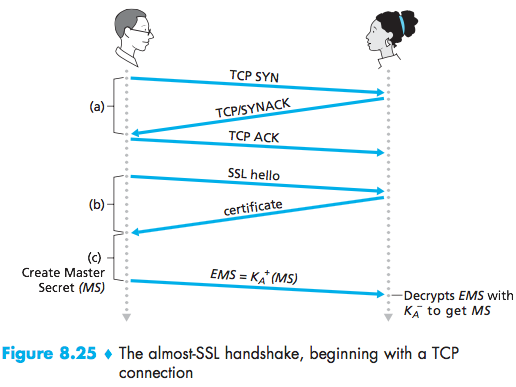 TCP SYN
(a)
TCP/SYNACK
TCP ACK
SSL hello
(b)
certificate
(c)
Create Master
Secret (MS)
EMS = K_A^+(MS)
Decrypts EMS with
K_A^- to get MS
Figure 8.25 ♦ The almost-SSL handshake, beginning with a TCP
connection